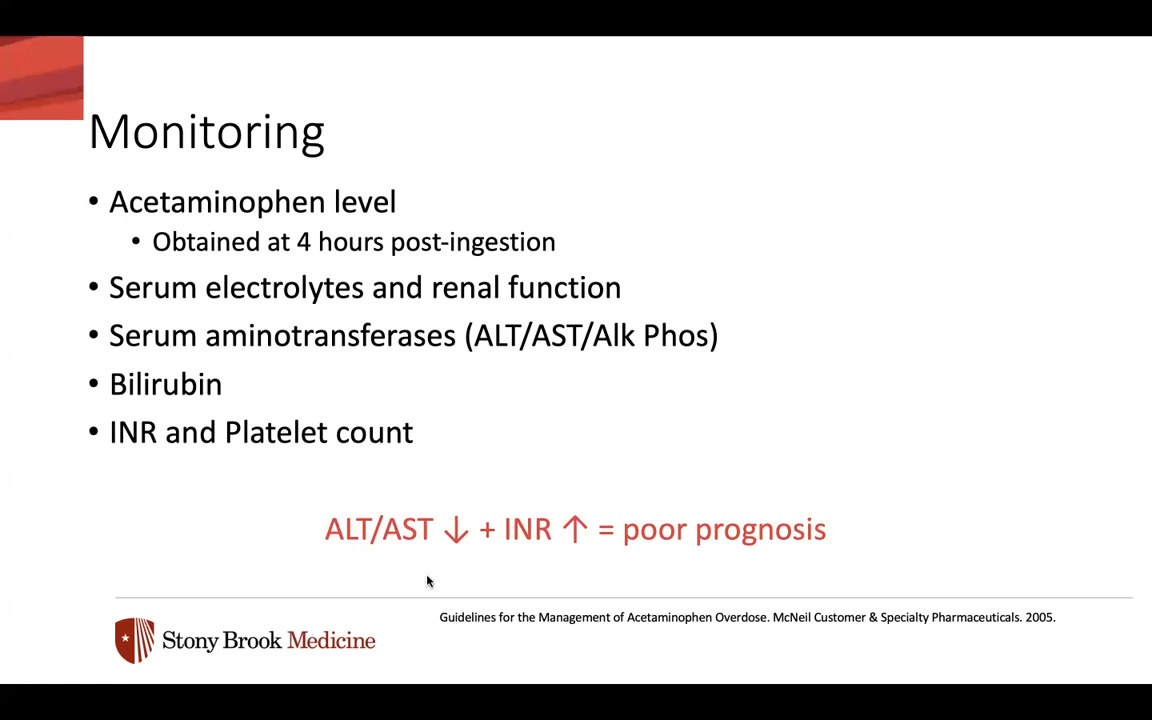 Monitoring
• Acetaminophen level
• Obtained at 4 hours post-ingestion
• Serum electrolytes and renal function
• Serum aminotransferases (ALT/AST/Alk Phos)
• Bilirubin
• INR and Platelet count
ALT/AST ↓ + INR ↑ = poor prognosis
Guidelines for the Management of Acetaminophen Overdose. McNeil Customer & Specialty Pharmaceuticals. 2005.
Stony Brook Medicine